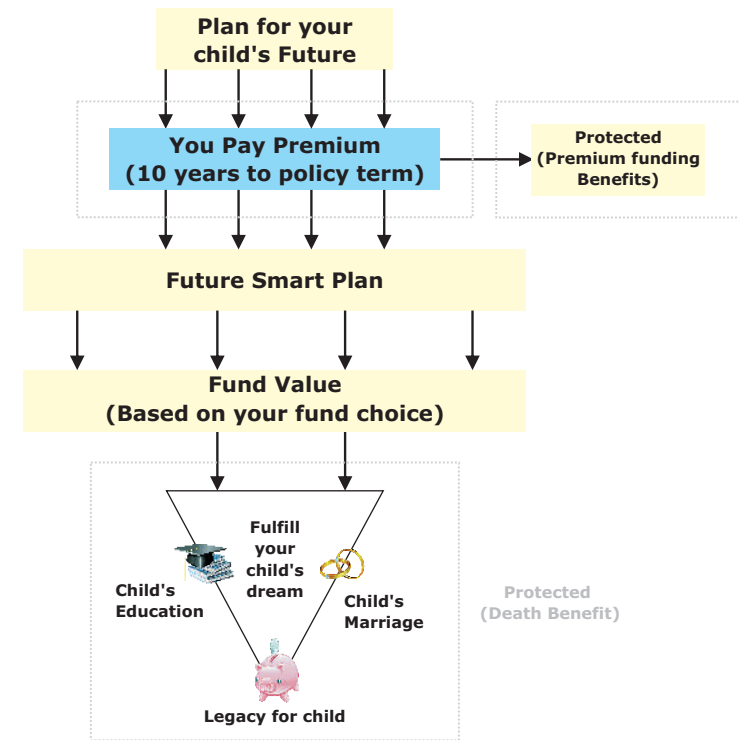 Plan for your
child's Future
You Pay Premium
(10 years to policy term)
Protected
(Premium funding
Benefits)
Future Smart Plan
Fund Value
(Based on your fund choice)
Fulfill
your
child's
dream
Child's
Education
Child's
Marriage
Protected
(Death Benefit)
Legacy for child